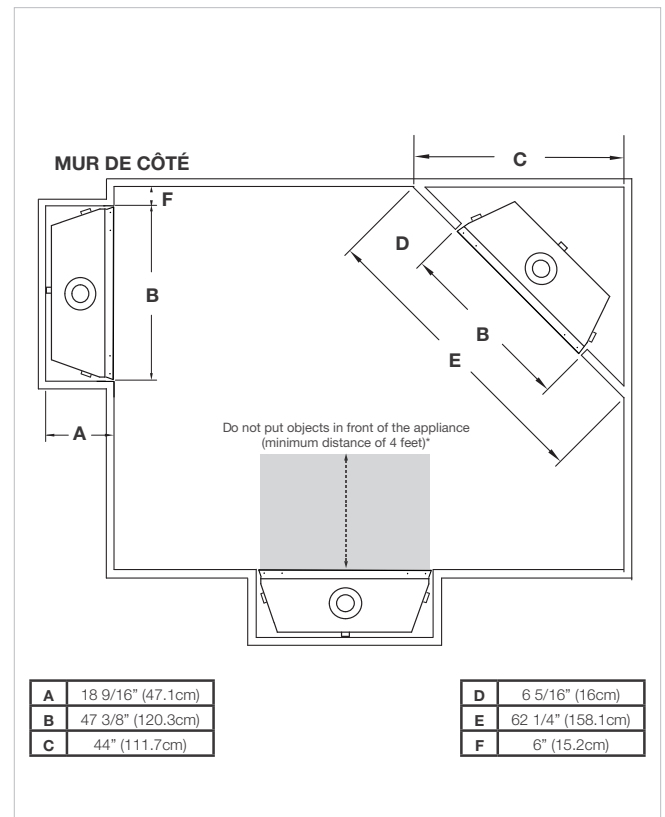 MUR DE CÔTÉ
C
F
D
B
B
E
A
Do not put objects in front of the appliance
(minimum distance of 4 feet)*
A 18 9/16” (47.1cm)
B 47 3/8” (120.3cm)
C 44” (111.7cm)
D 6 5/16” (16cm)
E 62 1/4” (158.1cm)
F 6” (15.2cm)